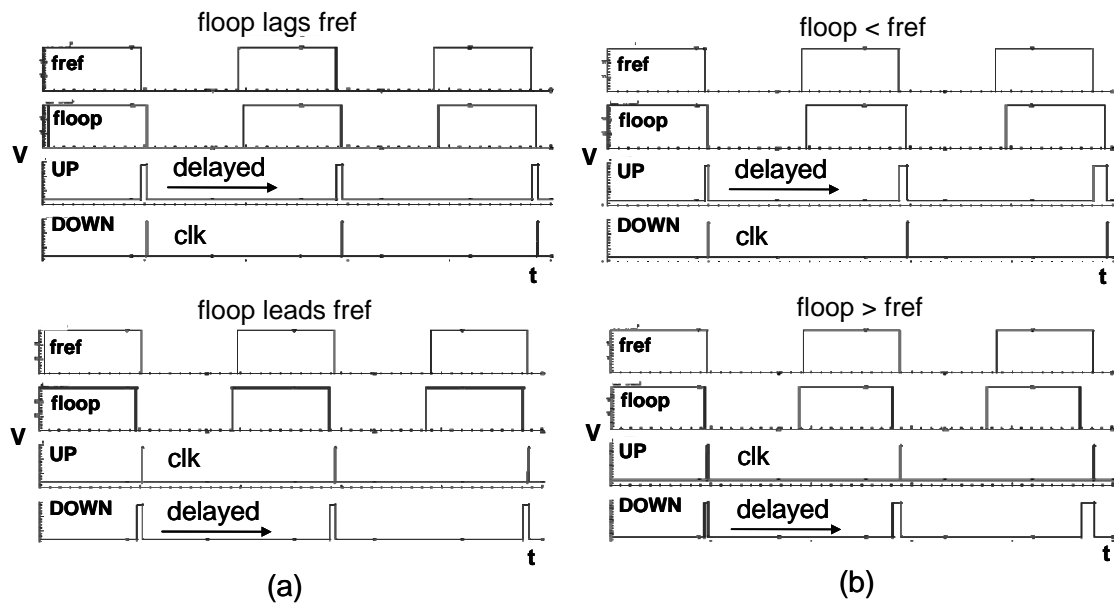 floop lags fref
fref
floop
V
UP
delayed
DOWN
clk
t
floop leads fref
fref
floop
V
UP
clk
DOWN
delayed
t
(a)
floop < fref
fref
floop
V
UP
delayed
DOWN
clk
t
floop > fref
fref
floop
V
UP
clk
DOWN
delayed
t
(b)